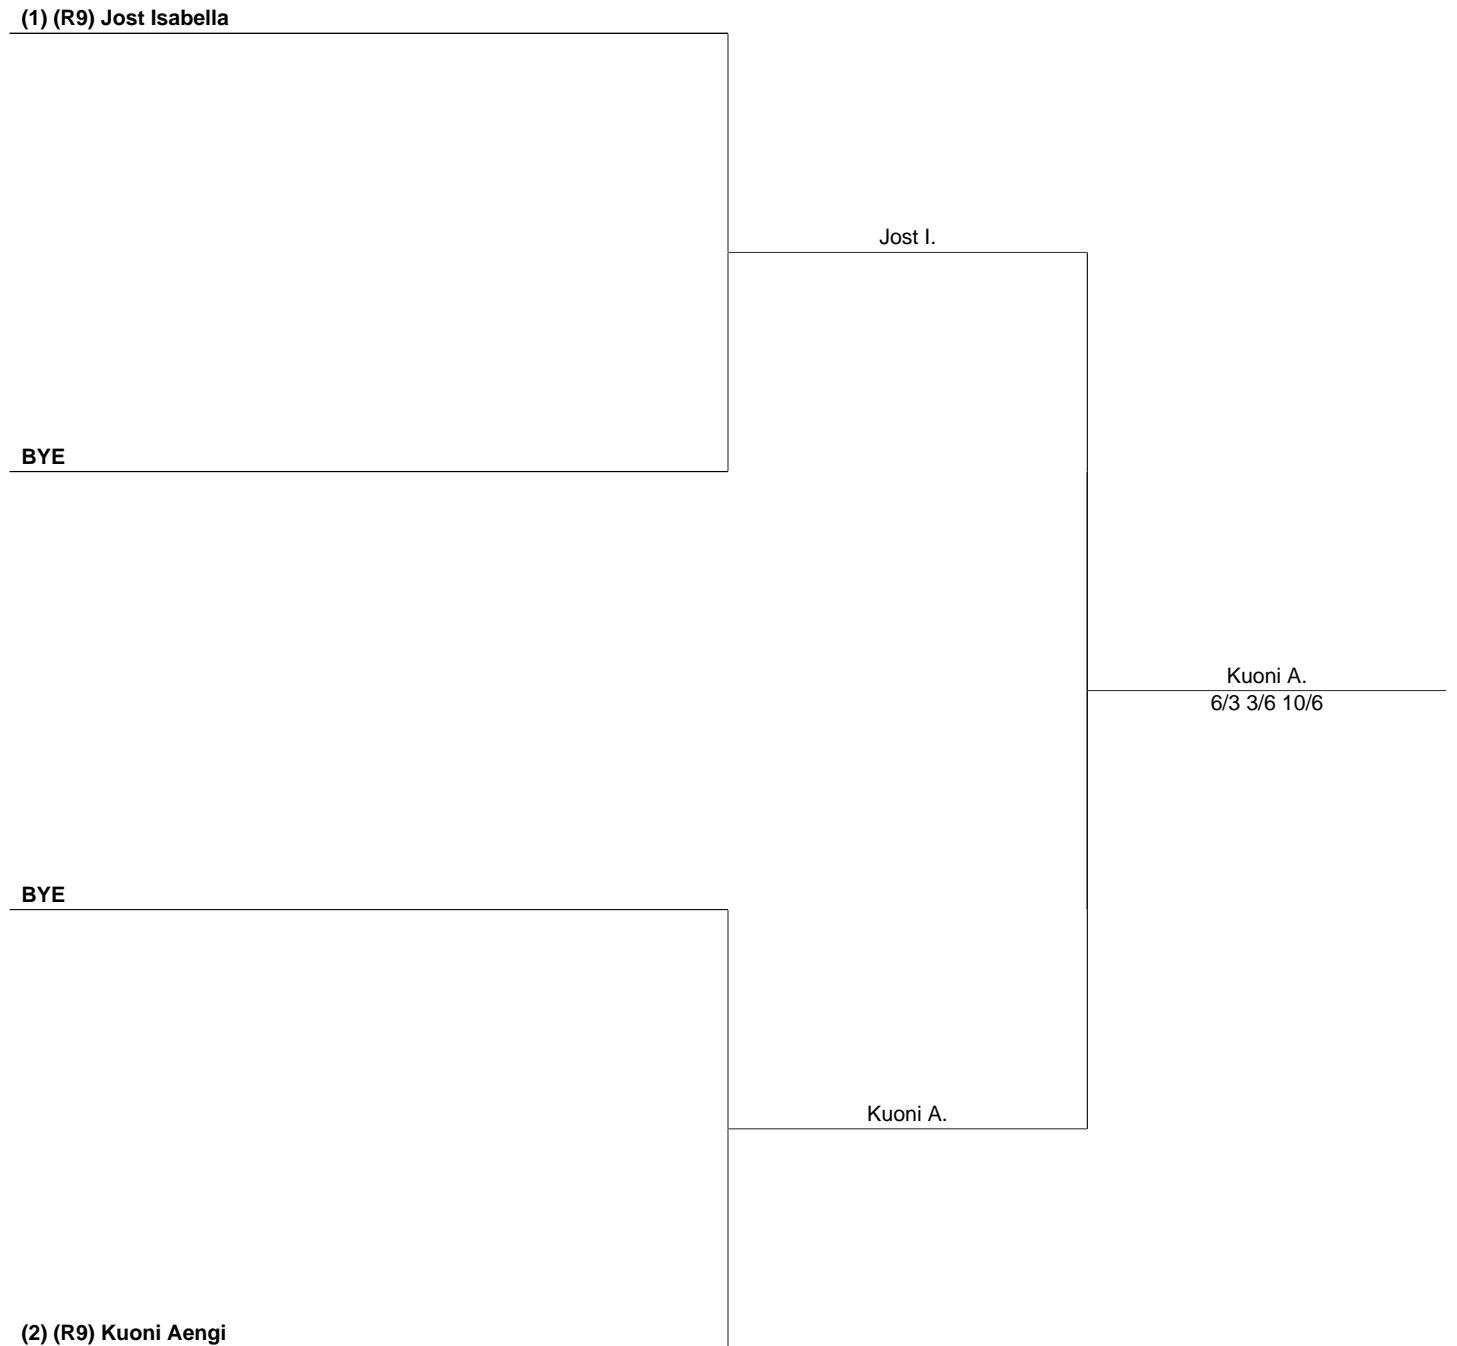 (1) (R9) Jost Isabella
Jost I.
BYE
Kuoni A.
6/3 3/6 10/6
BYE
Kuoni A.
(2) (R9) Kuoni Aengi